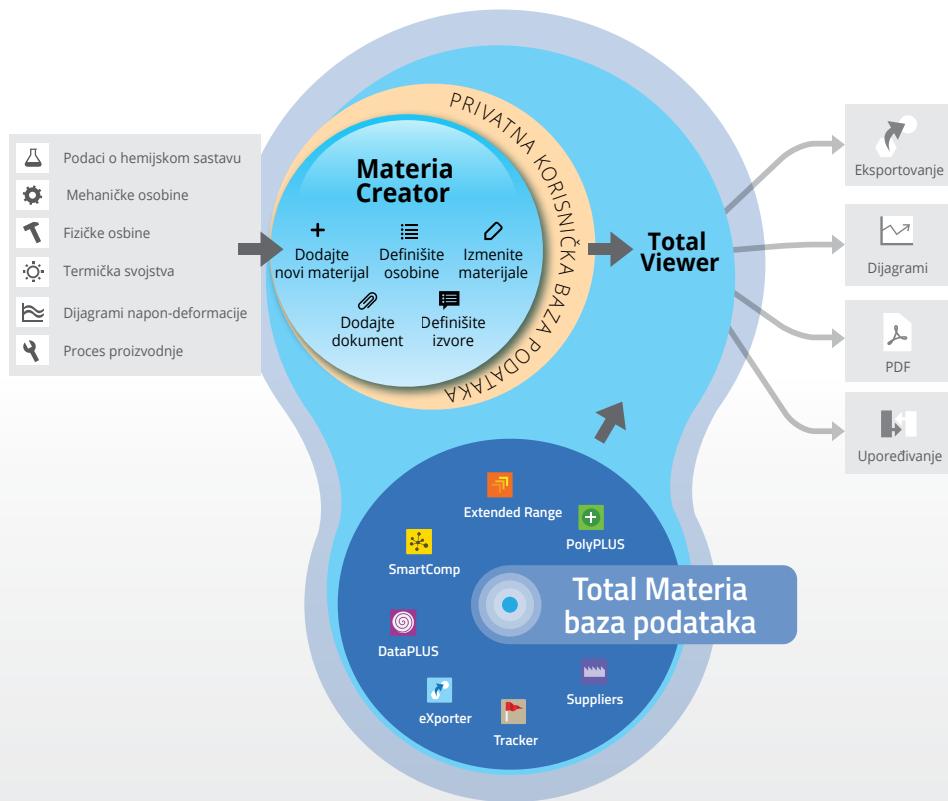 Podaci o hemijskom sastavu
Mehaničke osobine
Fizičke osbine
Termička svojstva
Dijagrami napon-deformacije
Proces proizvodnje
PRIVATNA KORISNIČKA BAZA PODATAKA
Materia
Creator
Dodajte
novi materijal
Definišite
osobine
Izmenite
materijale
Dodajte
dokument
Definišite
izvore
Total
Viewer
Eksportovanje
Dijagrami
PDF
Upoređivanje
Extended Range
PolyPLUS
SmartComp
Total Materia
baza podataka
DataPLUS
Suppliers
eXporter
Tracker